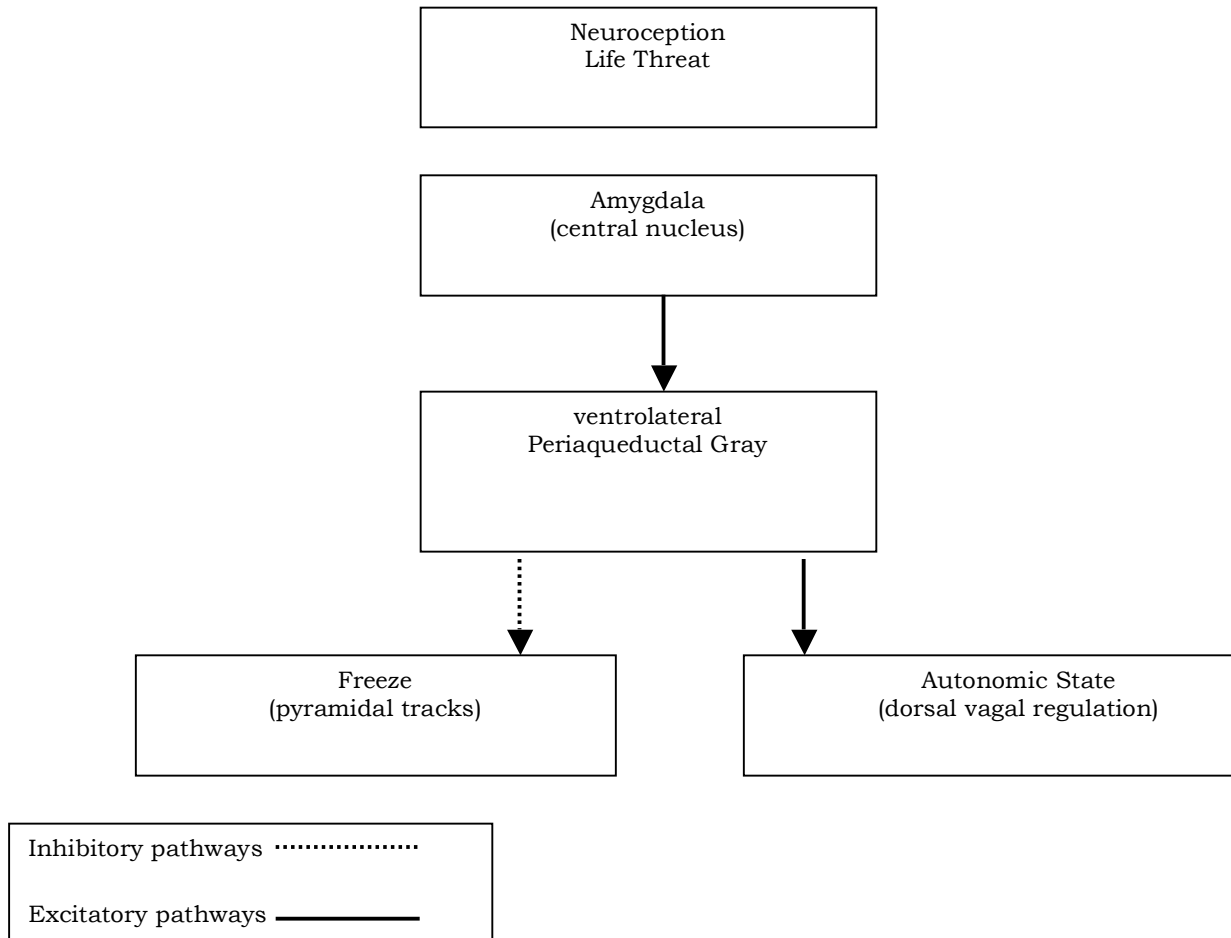 Neuroception
Life Threat
Amygdala
(central nucleus)
ventrolateral
Periaqueductal Gray
Freeze
(pyramidal tracks)
Autonomic State
(dorsal vagal regulation)
Inhibitory pathways
Excitatory pathways